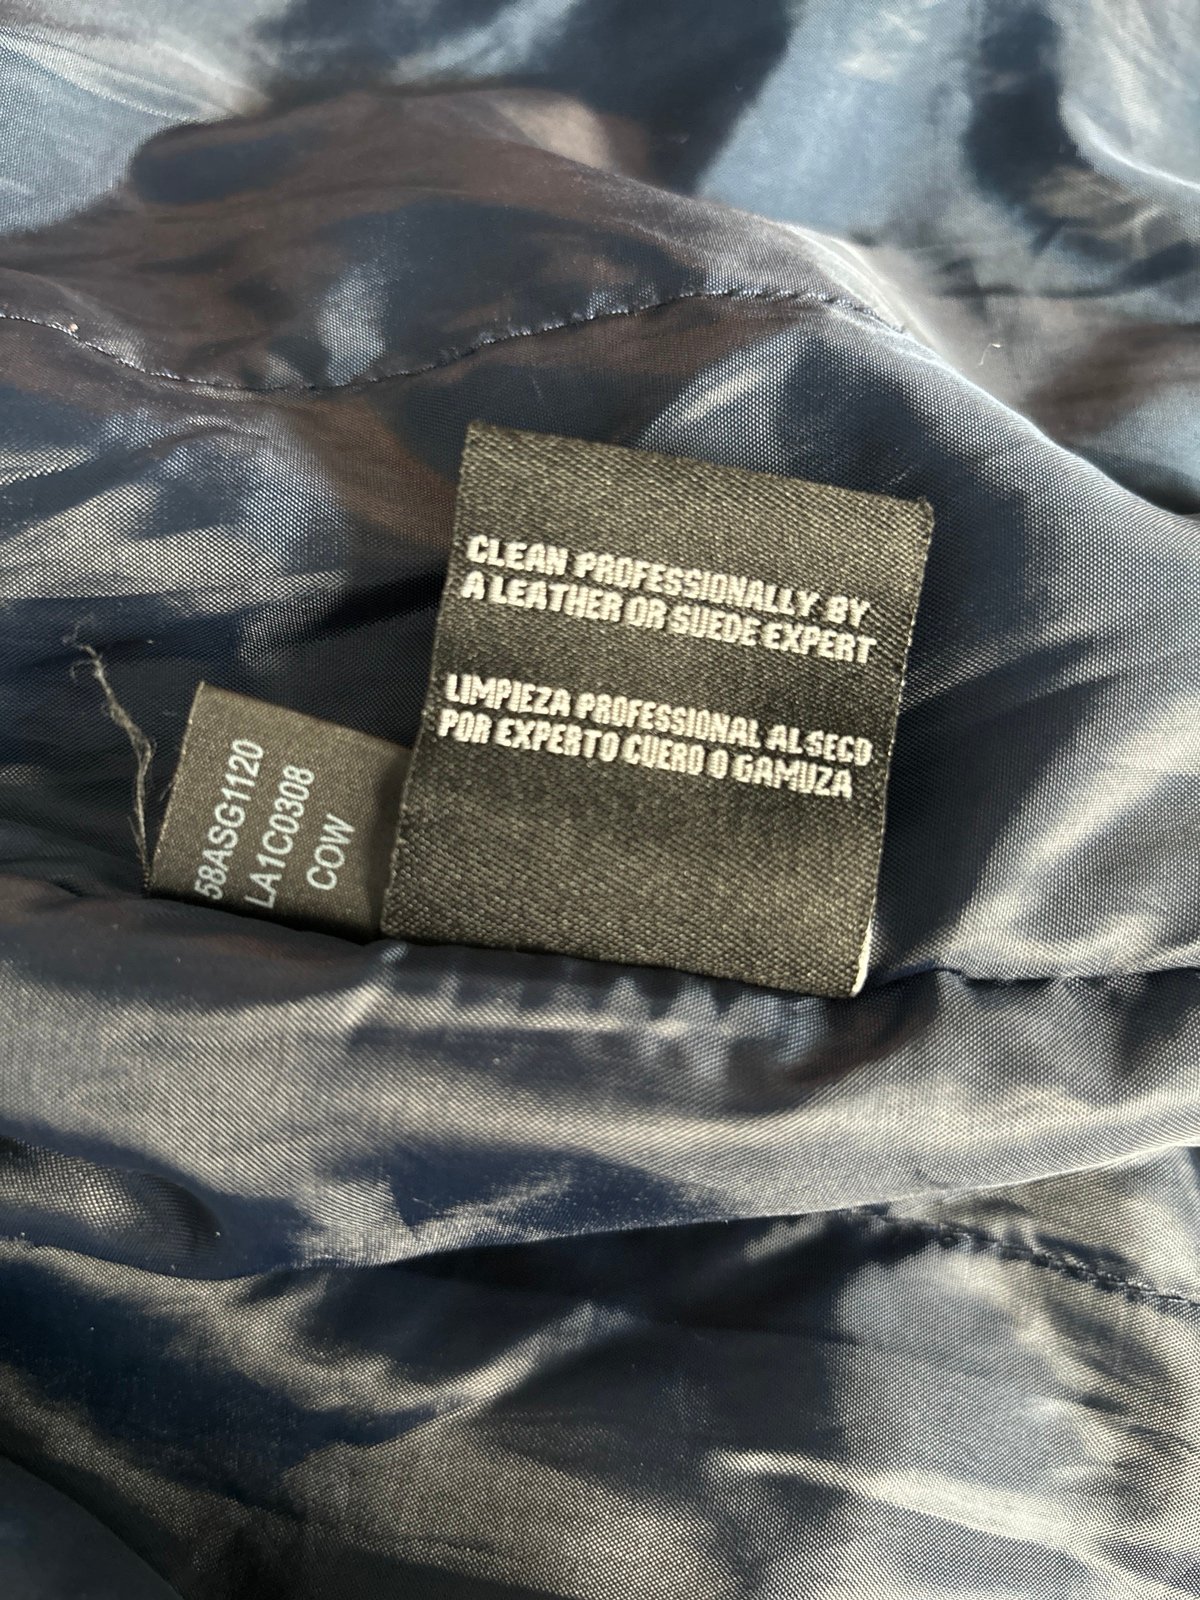 CLEAN PROFESSIONALLY BY
A LEATHER OR SUEDE EXPERT
LIMPIEZA PROFESSIONAL AL SECO
POR EXPERTO CUERO O GAMUZA
58ASG1120
LA1C0308
COW